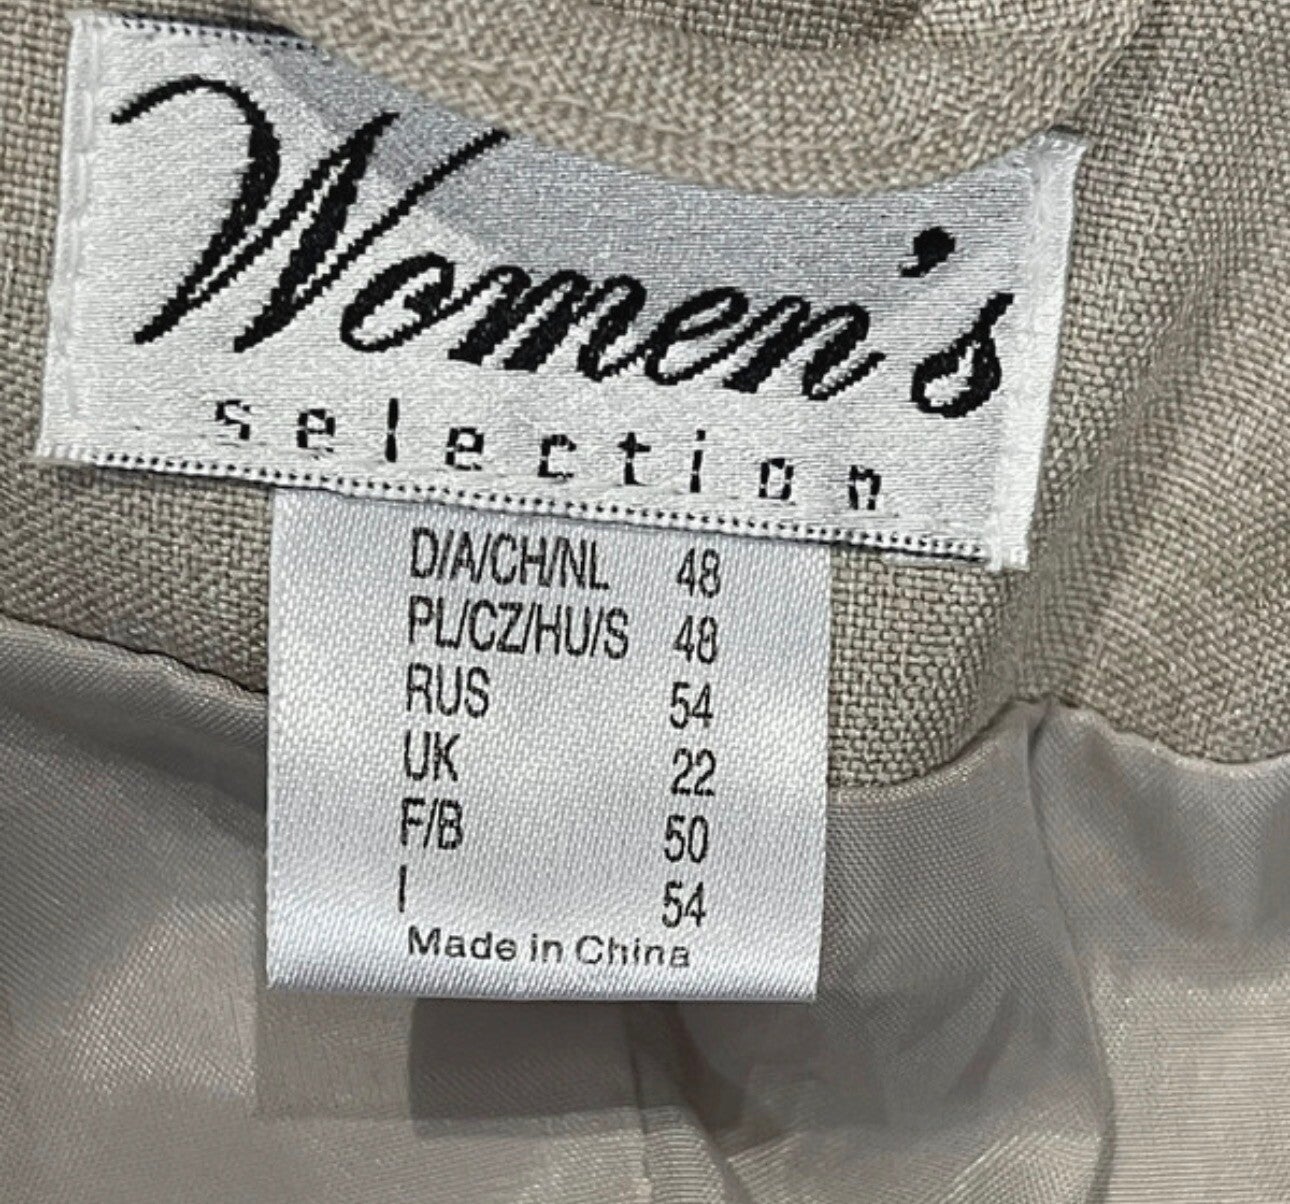 Women's
selection
D/A/CH/NL 48
PL/CZ/HU/S 48
RUS 54
UK 22
F/B 50
I 54
Made in China